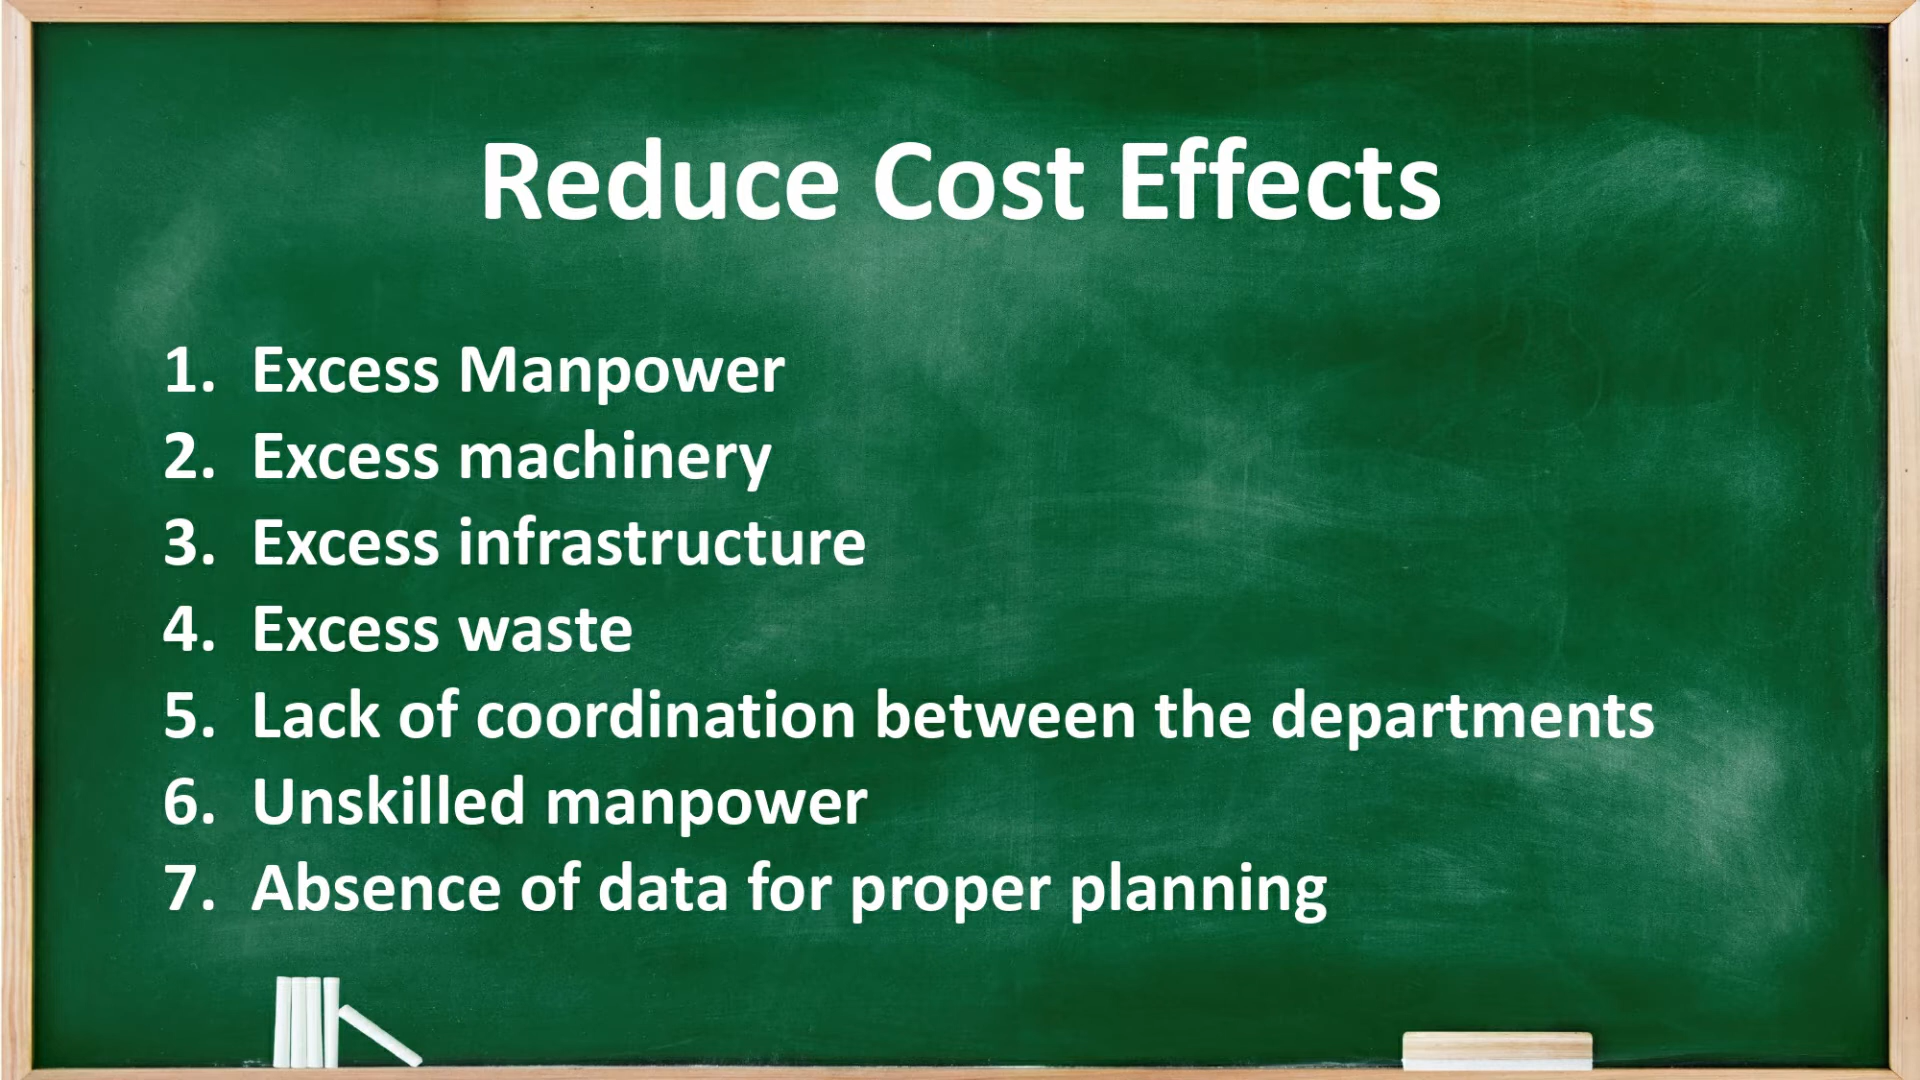 Reduce Cost Effects
1. Excess Manpower
2. Excess machinery
3. Excess infrastructure
4. Excess waste
5. Lack of coordination between the departments
6. Unskilled manpower
7. Absence of data for proper planning